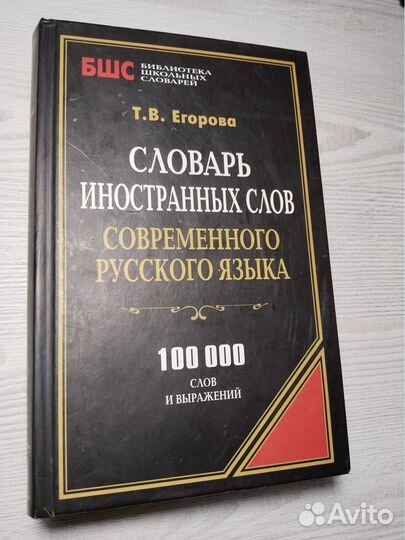 БШС БИБЛИОТЕКА
ШКОЛЬНЫХ
СЛОВАРЕЙ
Т.В. Егорова
СЛОВАРЬ
ИНОСТРАННЫХ СЛОВ
СОВРЕМЕННОГО
РУССКОГО ЯЗЫКА
100 000
СЛОВ
И ВЫРАЖЕНИЙ
Avito